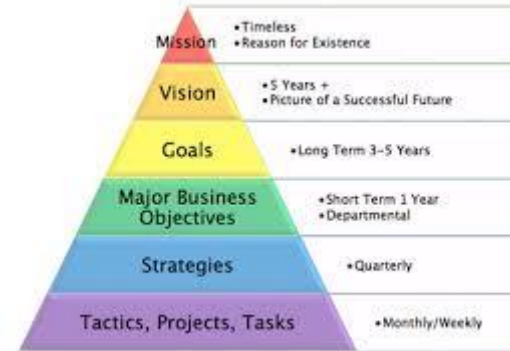 Mission
•Timeless
•Reason for Existence
Vision
•5 Years +
•Picture of a Successful Future
Goals
•Long Term 3-5 Years
Major Business
Objectives
•Short Term 1 Year
•Departmental
Strategies
•Quarterly
Tactics, Projects, Tasks
•Monthly/Weekly